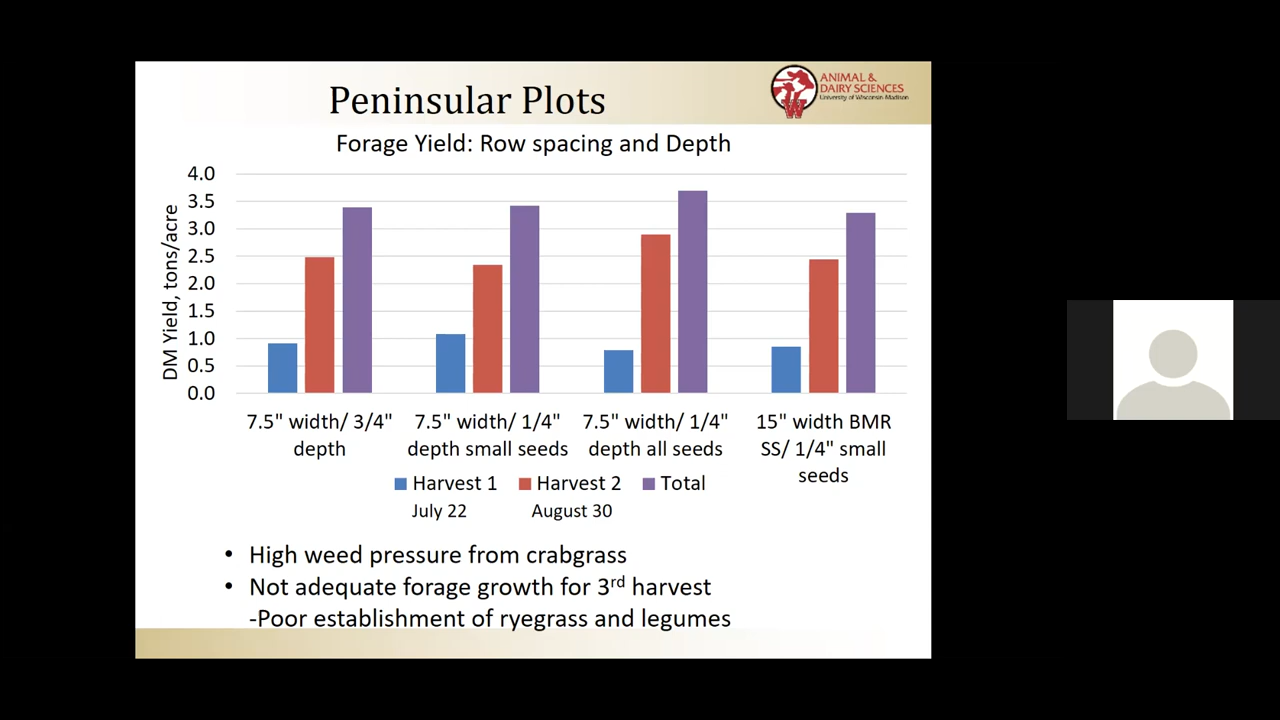 Peninsular Plots
ANIMAL &
DAIRY SCIENCES
University of Wisconsin-Madison
W
Forage Yield: Row spacing and Depth
DM Yield, tons/acre
4.0
3.5
3.0
2.5
2.0
1.5
1.0
0.5
0.0
7.5" width/ 3/4"
depth
7.5" width/ 1/4"
depth small seeds
7.5" width/ 1/4"
depth all seeds
15" width BMR
SS/ 1/4" small
seeds
Harvest 1 Harvest 2 Total
July 22 August 30
• High weed pressure from crabgrass
• Not adequate forage growth for 3rd harvest
-Poor establishment of ryegrass and legumes